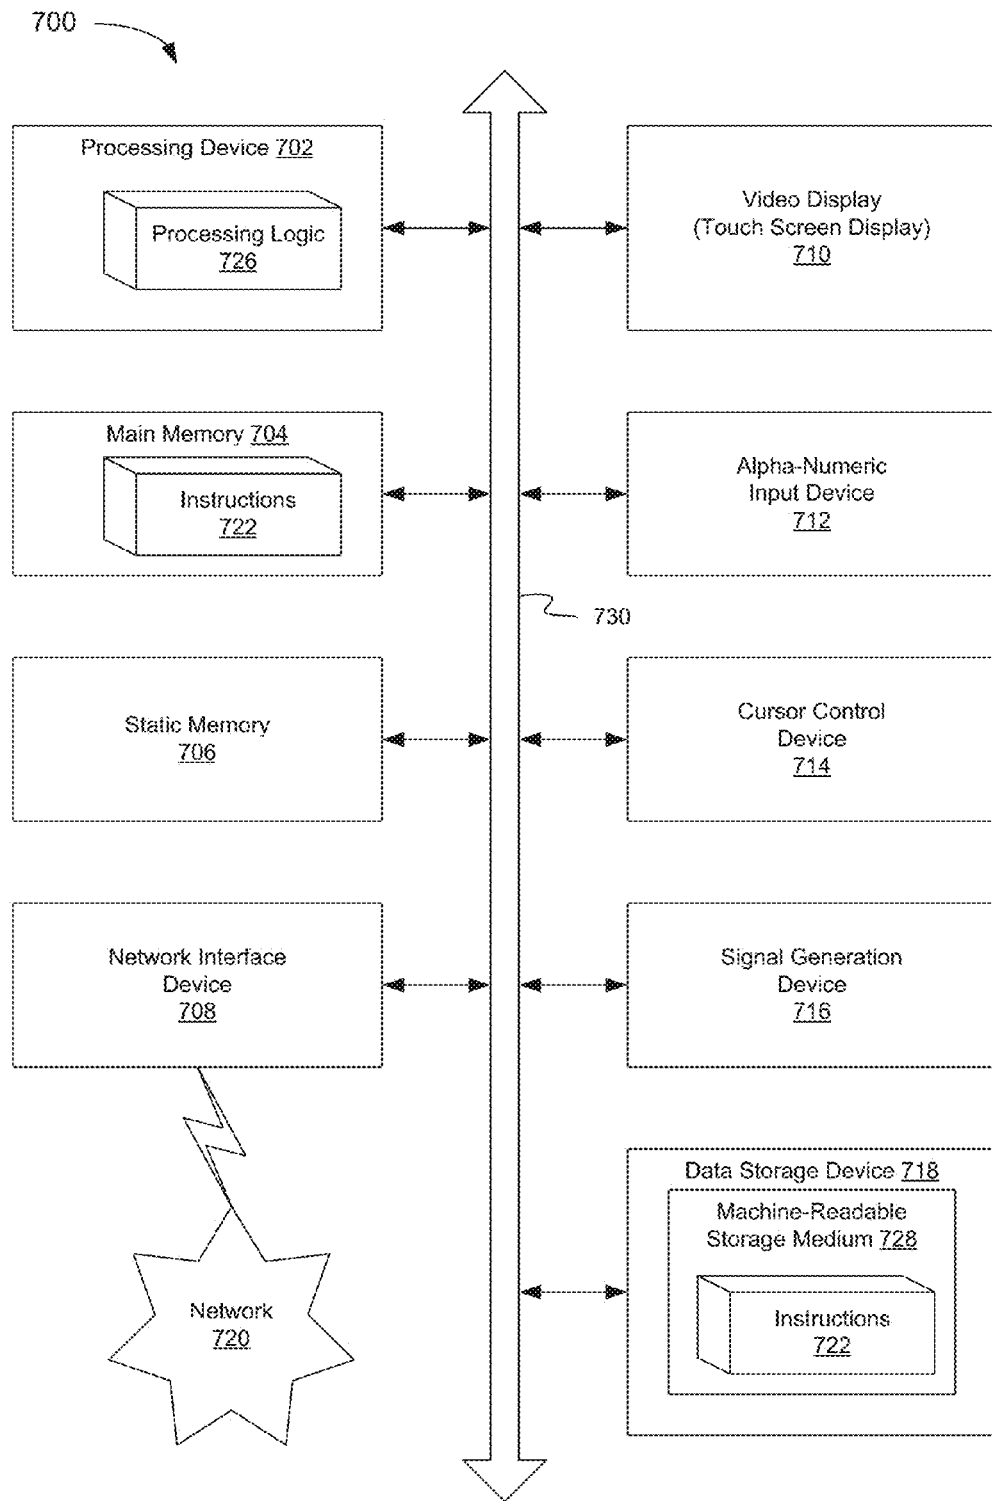 700
Processing Device 702
Processing Logic
726
Video Display
(Touch Screen Display)
710
Main Memory 704
Instructions
722
Alpha-Numeric
Input Device
712
730
Static Memory
706
Cursor Control
Device
714
Network Interface
Device
708
Signal Generation
Device
716
Data Storage Device 718
Machine-Readable
Storage Medium 728
Instructions
722
Network
720